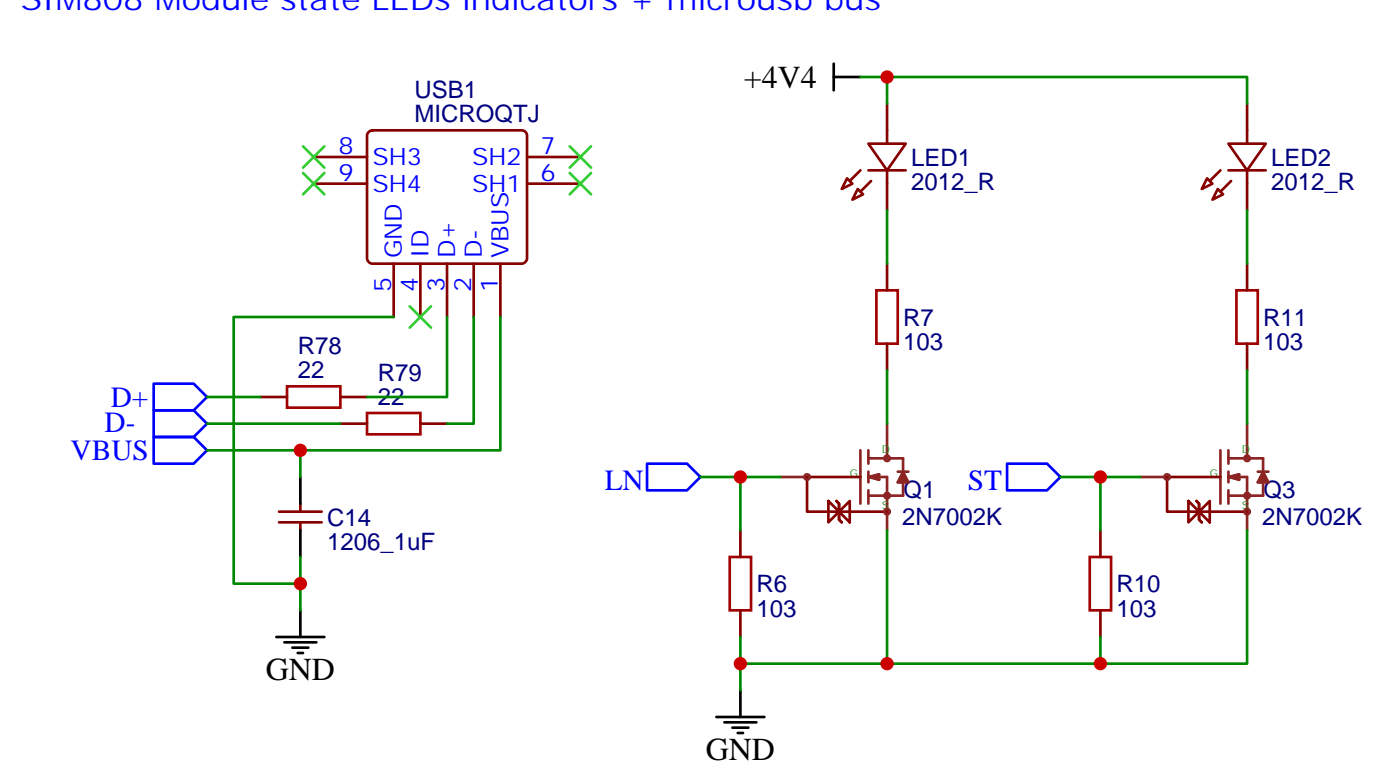 SIM808 Module state LEDs Indicators + microusb bus
USB1
MICROQTJ
8 SH3 SH2 7
9 SH4 SH1 6
GND ID D+ D- VBUS
5 4 3 2 1
R78
22
R79
22
D+
D-
VBUS
C14
1206_1uF
GND
+4V4
LED1
2012_R
LED2
2012_R
R7
103
R11
103
LN
D
G
S
Q1
2N7002K
ST
D
G
S
Q3
2N7002K
R6
103
R10
103
GND